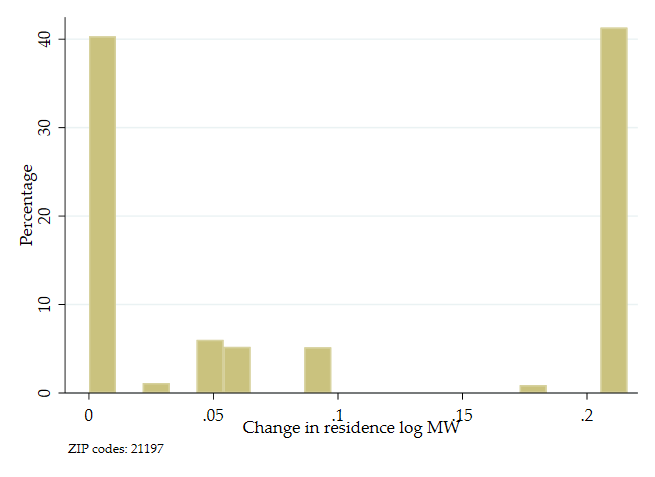 Percentage
40
30
20
10
0
0 .05 .1 .15 .2
Change in residence log MW
ZIP codes: 21197